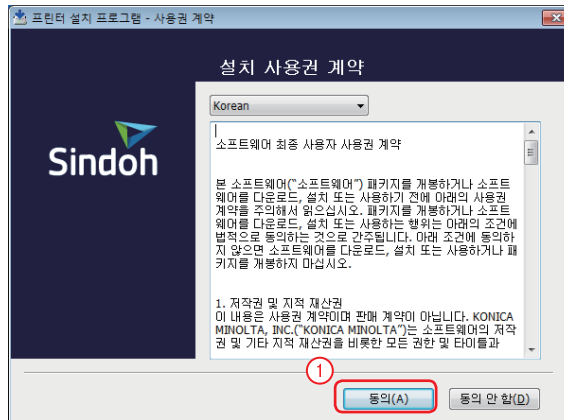 프린터 설치 프로그램 - 사용권 계약
설치 사용권 계약
Korean
Sindoh
소프트웨어 최종 사용자 사용권 계약
본 소프트웨어("소프트웨어") 패키지를 개봉하거나 소프트
웨어를 다운로드, 설치 또는 사용하기 전에 아래의 사용권
계약을 주의해서 읽으십시오. 패키지를 개봉하거나 소프트
웨어를 다운로드, 설치 또는 사용하는 행위는 아래의 조건에
법적으로 동의하는 것으로 간주됩니다. 아래 조건에 동의하
지 않으면 소프트웨어를 다운로드, 설치 또는 사용하거나 패
키지를 개봉하지 마십시오.
1. 저작권 및 지적 재산권
이 내용은 사용권 계약이며 판매 계약이 아닙니다. KONICA
MINOLTA, INC.("KONICA MINOLTA")는 소프트웨어의 저작
권 및 기타 지적 재산권을 비롯한 모든 권한 및 타이틀과
1
동의(A)
동의 안 함(D)